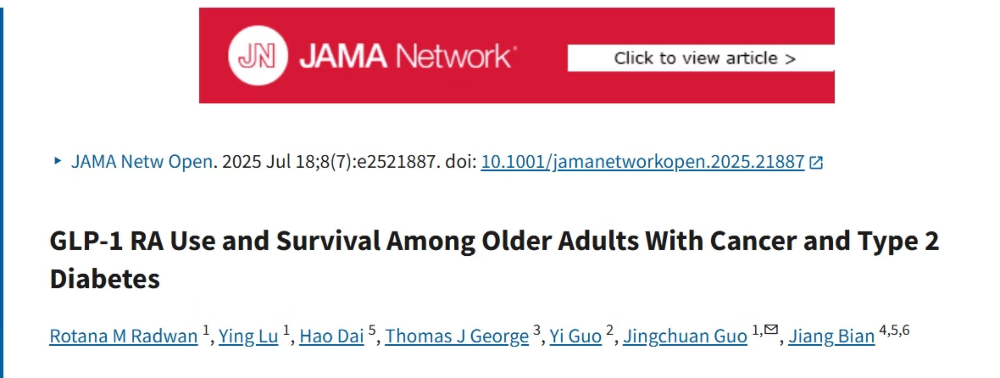 JN JAMA Network
Click to view article >
JAMA Netw Open. 2025 Jul 18;8(7):e2521887. doi: 10.1001/jamanetworkopen.2025.21887
GLP-1 RA Use and Survival Among Older Adults With Cancer and Type 2
Diabetes
Rotana M Radwan 1, Ying Lu 1, Hao Dai 5, Thomas J George 3, Yi Guo 2, Jingchuan Guo 1,✉, Jiang Bian 4,5,6